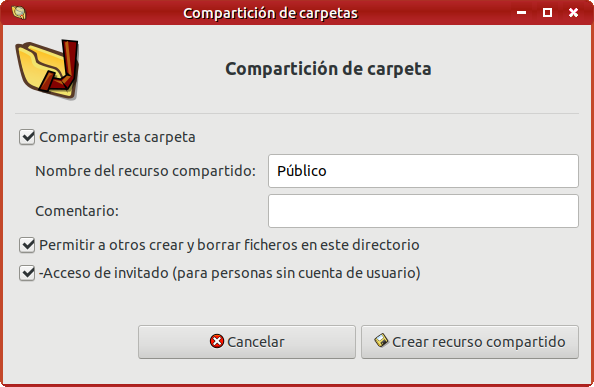 Compartición de carpetas
Compartición de carpeta
Compartir esta carpeta
Nombre del recurso compartido: Público
Comentario:
Permitir a otros crear y borrar ficheros en este directorio
-Acceso de invitado (para personas sin cuenta de usuario)
Cancelar Crear recurso compartido